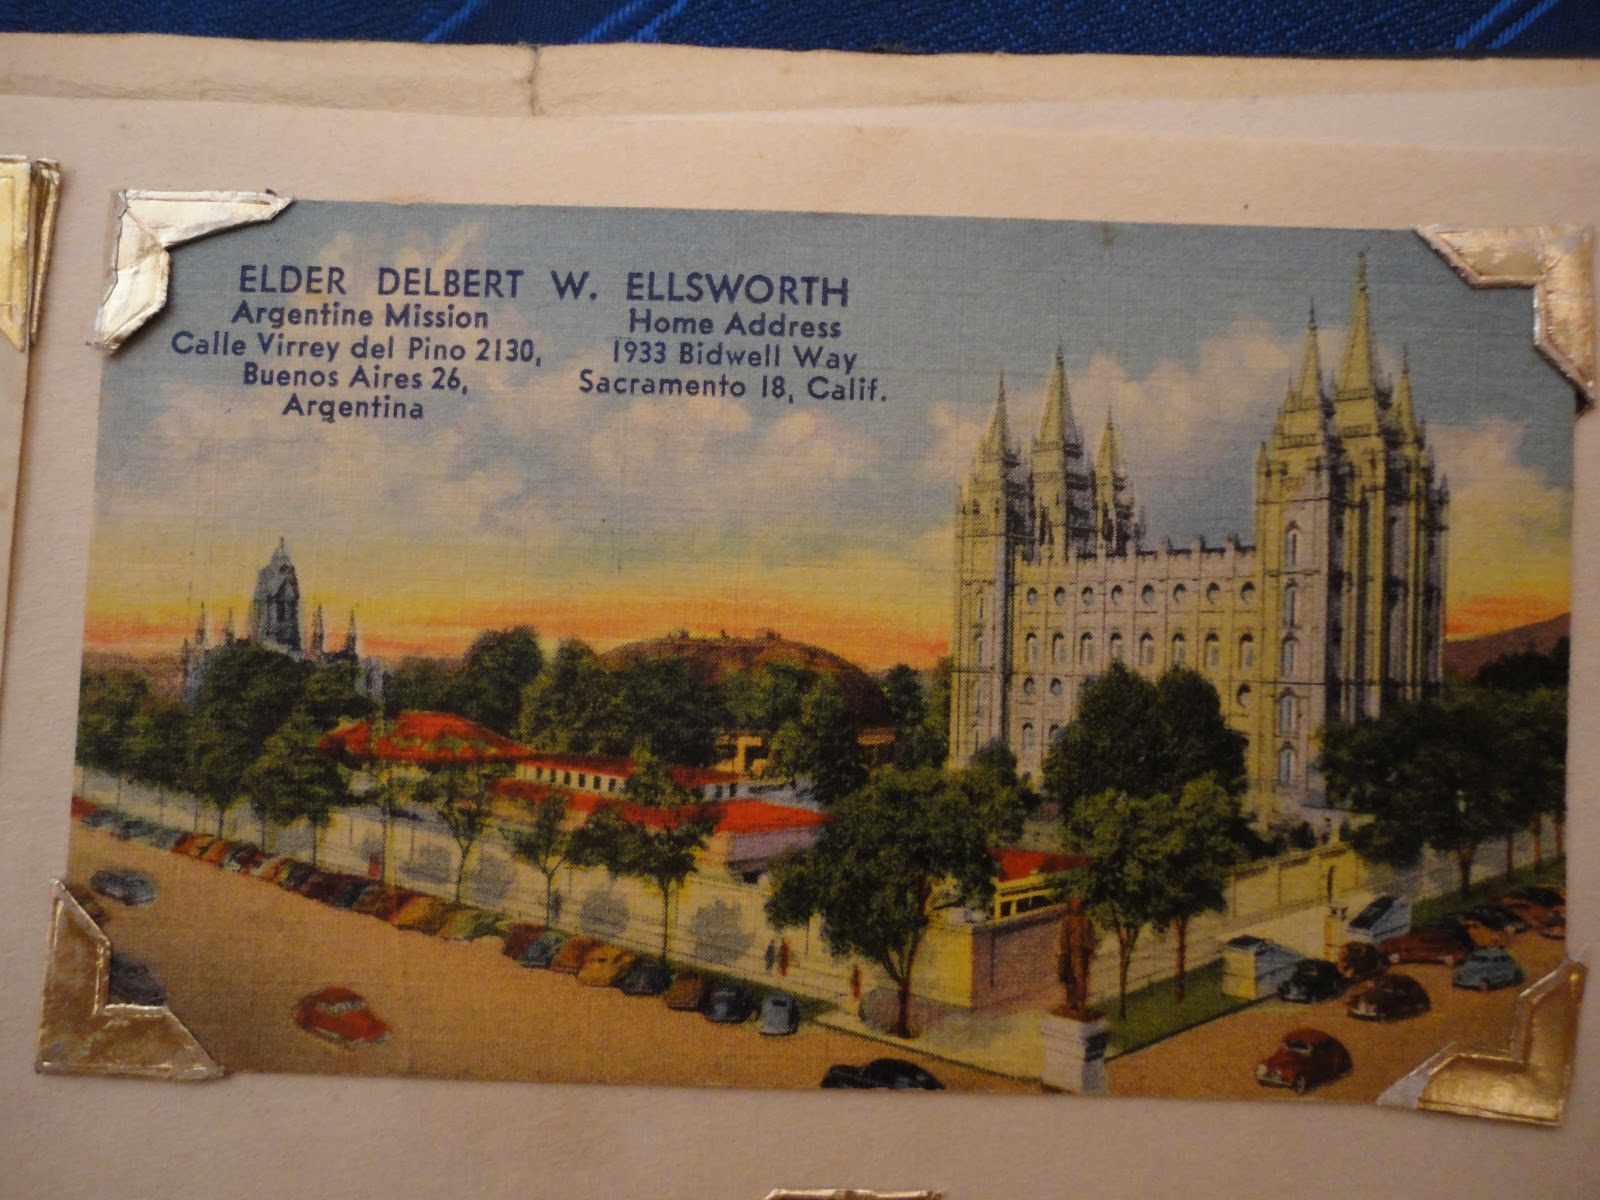 ELDER DELBERT W. ELLSWORTH
Argentine Mission
Calle Virrey del Pino 2130,
Buenos Aires 26,
Argentina
Home Address
1933 Bidwell Way
Sacramento 18, Calif.